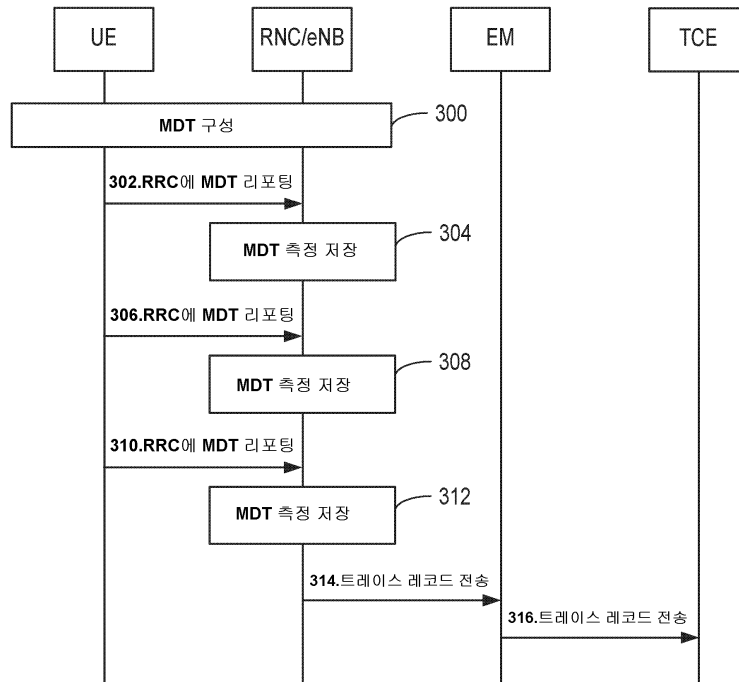 UE
RNC/eNB
EM
TCE
MDT 구성
300
302.RRC에 MDT 리포팅
MDT 측정 저장
304
306.RRC에 MDT 리포팅
MDT 측정 저장
308
310.RRC에 MDT 리포팅
MDT 측정 저장
312
314.트레이스 레코드 전송
316.트레이스 레코드 전송